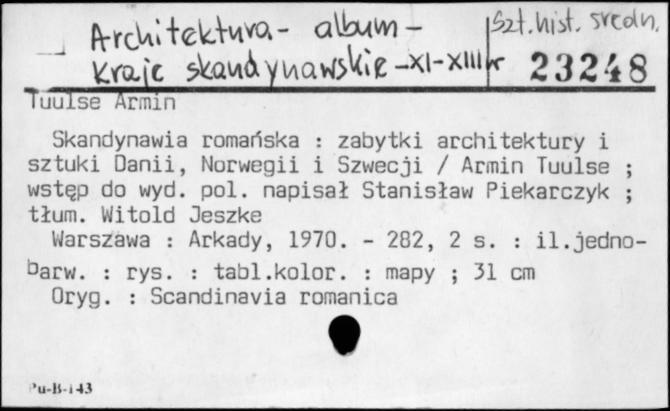 Architektura - album -
Szt. hist. średn.
kraje skandynawskie - XI-XIII w
23248
Tuulse Armin
Skandynawia romańska : zabytki architektury i
sztuki Danii, Norwegii i Szwecji / Armin Tuulse ;
wstęp do wyd. pol. napisał Stanisław Piekarczyk ;
tłum. Witold Jeszke
Warszawa : Arkady, 1970. - 282, 2 s. : il.jedno-
barw. : rys. : tabl.kolor. : mapy ; 31 cm
Oryg. : Scandinavia romanica
Pu-B-143